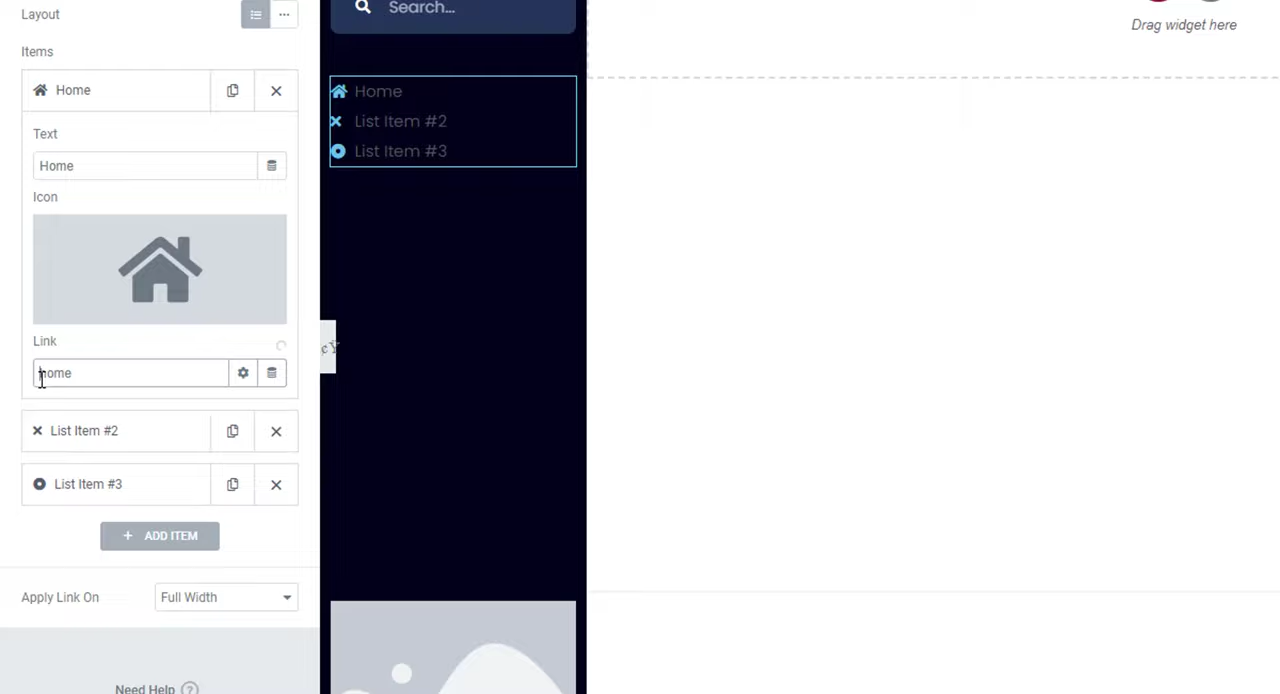 Layout
Items
Home
Text
Home
Icon
Link
home
List Item #2
List Item #3
ADD ITEM
Apply Link On
Full Width
Need Help
Search...
Home
List Item #2
List Item #3
Drag widget here